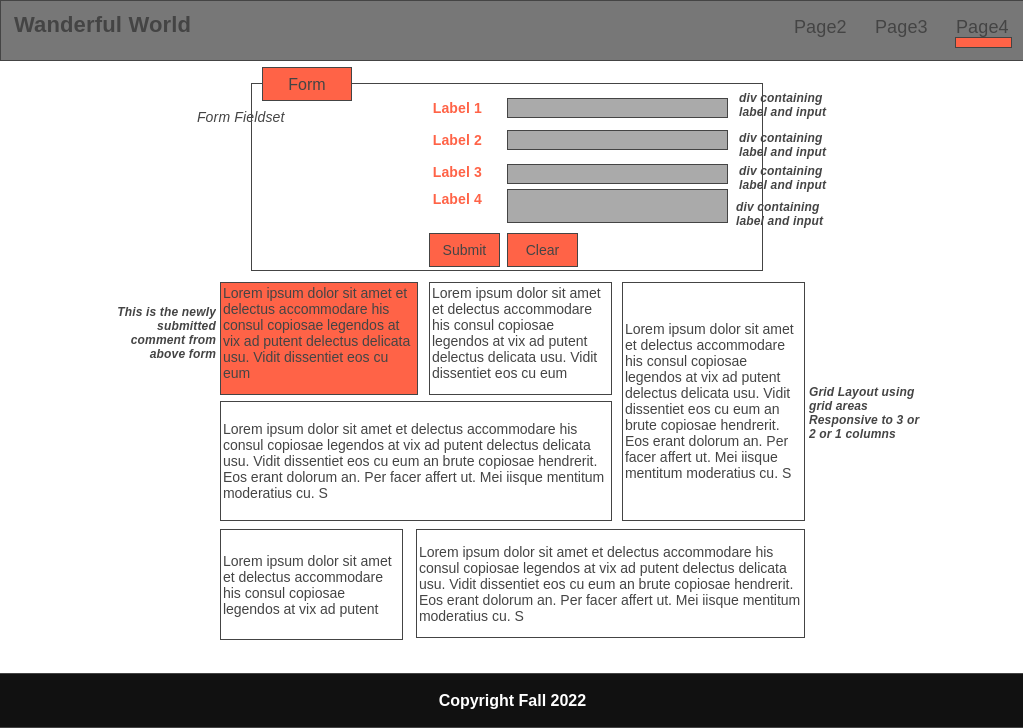 Wanderful World
Page2 Page3 Page4
Form
Form Fieldset
Label 1
div containing
label and input
Label 2
div containing
label and input
Label 3
div containing
label and input
Label 4
div containing
label and input
Submit Clear
This is the newly
submitted
comment from
above form
Lorem ipsum dolor sit amet et
delectus accommodare his
consul copiosae legendos at
vix ad putent delectus delicata
usu. Vidit dissentiet eos cu
eum
Lorem ipsum dolor sit amet
et delectus accommodare
his consul copiosae
legendos at vix ad putent
delectus delicata usu. Vidit
dissentiet eos cu eum
Lorem ipsum dolor sit amet
et delectus accommodare
his consul copiosae
legendos at vix ad putent
delectus delicata usu. Vidit
dissentiet eos cu eum an
brute copiosae hendrerit.
Eos erant dolorum an. Per
facer affert ut. Mei iisque
mentitum moderatius cu. S
Grid Layout using
grid areas
Responsive to 3 or
2 or 1 columns
Lorem ipsum dolor sit amet et delectus accommodare his
consul copiosae legendos at vix ad putent delectus delicata
usu. Vidit dissentiet eos cu eum an brute copiosae hendrerit.
Eos erant dolorum an. Per facer affert ut. Mei iisque mentitum
moderatius cu. S
Lorem ipsum dolor sit amet
et delectus accommodare
his consul copiosae
legendos at vix ad putent
Lorem ipsum dolor sit amet et delectus accommodare his
consul copiosae legendos at vix ad putent delectus delicata
usu. Vidit dissentiet eos cu eum an brute copiosae hendrerit.
Eos erant dolorum an. Per facer affert ut. Mei iisque mentitum
moderatius cu. S
Copyright Fall 2022